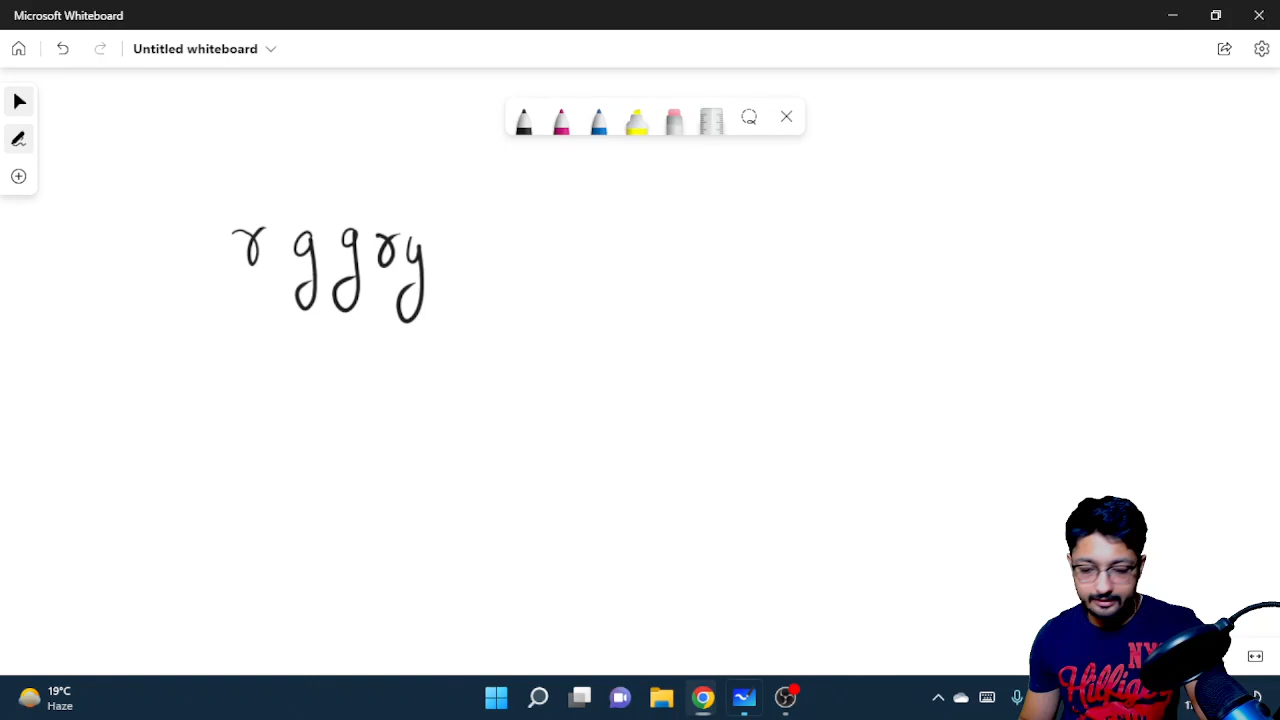 Microsoft Whiteboard
Untitled whiteboard
r g g r y
19°C
Haze